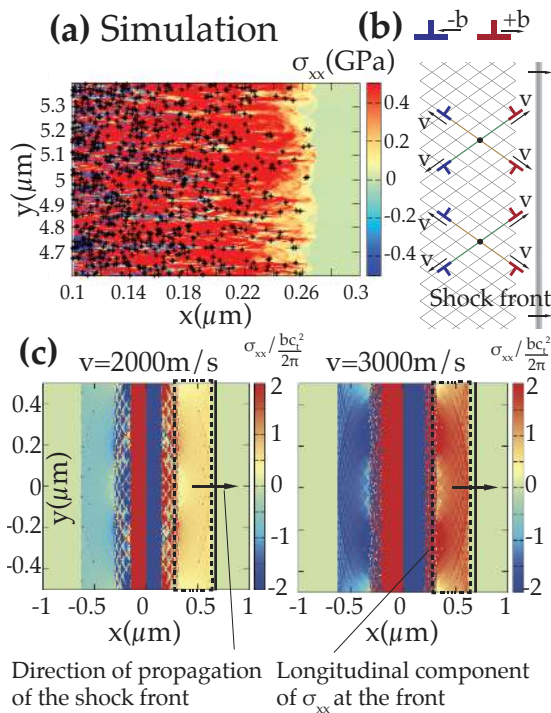 (a) Simulation
σxx(GPa)
5.3
5.2
5.1
5
4.9
4.8
4.7
y(μm)
0.1 0.14 0.18 0.22 0.26 0.3
x(μm)
0.4
0.2
0
-0.2
-0.4
(b)
-b +b
v v
v v
v v
v v
Shock front
(c)
v=2000m/s
σxx/bcₜ²/2π
0.4
0.2
0
-0.2
-0.4
y(μm)
-1 -0.5 0 0.5 1
x(μm)
2
1
0
-1
-2
v=3000m/s
σxx/bcₜ²/2π
-1 -0.5 0 0.5 1
x(μm)
2
1
0
-1
-2
Direction of propagation
of the shock front
Longitudinal component
of σxx at the front